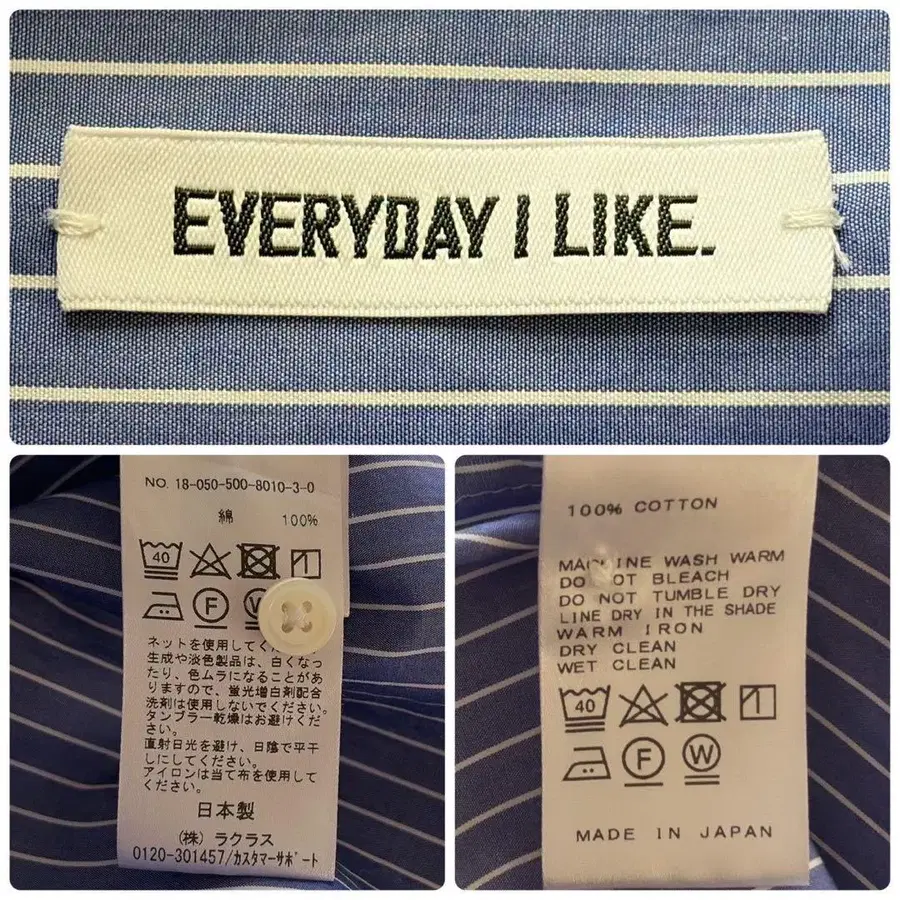 EVERYDAY I LIKE.
NO. 18-050-500-8010-3-0
綿 100%
40
F W
ネットを使用してく
生成や淡色製品は、白くなっ
たり、色ムラになることがあ
りますので、蛍光増白剤配合
洗剤は使用しないでください。
タンブラー乾燥はお避けくだ
さい。
直射日光を避け、日陰で平干
しにしてください。
アイロンは当て布を使用して
ください。
日本製
(株) ラクラス
0120-301457/カスタマーサポート
100% COTTON
WASH WARM
DO NOT BLEACH
DO NOT TUMBLE DRY
LINE DRY IN THE SHADE
WARM IRON
DRY CLEAN
WET CLEAN
40
F W
MADE IN JAPAN